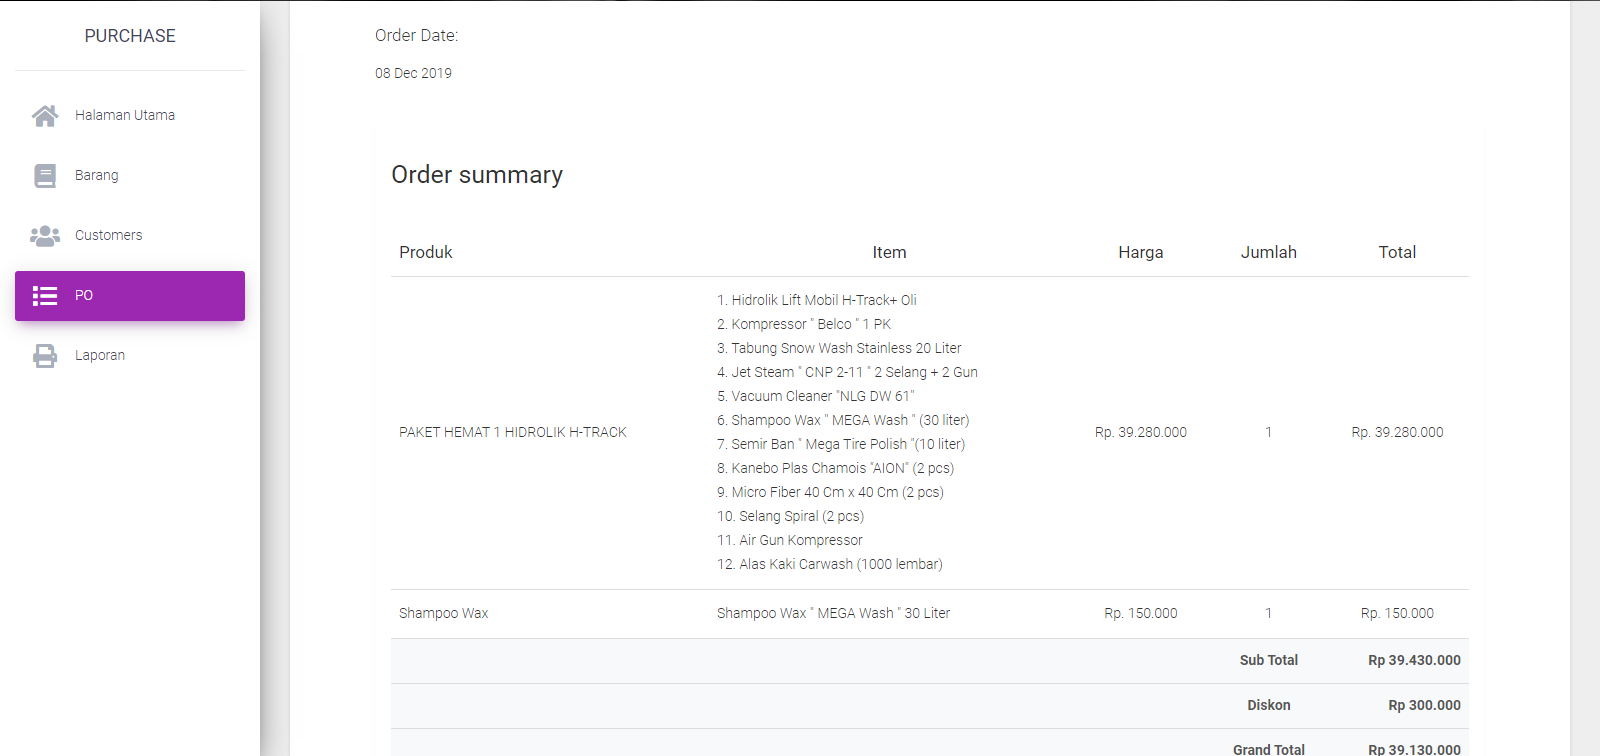 PURCHASE
Halaman Utama
Barang
Customers
PO
Laporan
Order Date:
08 Dec 2019
Order summary
Produk Item Harga Jumlah Total
PAKET HEMAT 1 HIDROLIK H-TRACK
1. Hidrolik Lift Mobil H-Track+ Oli
2. Kompressor " Belco " 1 PK
3. Tabung Snow Wash Stainless 20 Liter
4. Jet Steam " CNP 2-11 " 2 Selang + 2 Gun
5. Vacuum Cleaner "NLG DW 61"
6. Shampoo Wax " MEGA Wash " (30 liter)
7. Semir Ban " Mega Tire Polish "(10 liter)
8. Kanebo Plas Chamois "AION" (2 pcs)
9. Micro Fiber 40 Cm x 40 Cm (2 pcs)
10. Selang Spiral (2 pcs)
11. Air Gun Kompressor
12. Alas Kaki Carwash (1000 lembar)
Rp. 39.280.000 1 Rp. 39.280.000
Shampoo Wax Shampoo Wax " MEGA Wash " 30 Liter Rp. 150.000 1 Rp. 150.000
Sub Total Rp 39.430.000
Diskon Rp 300.000
Grand Total Rp 39.130.000